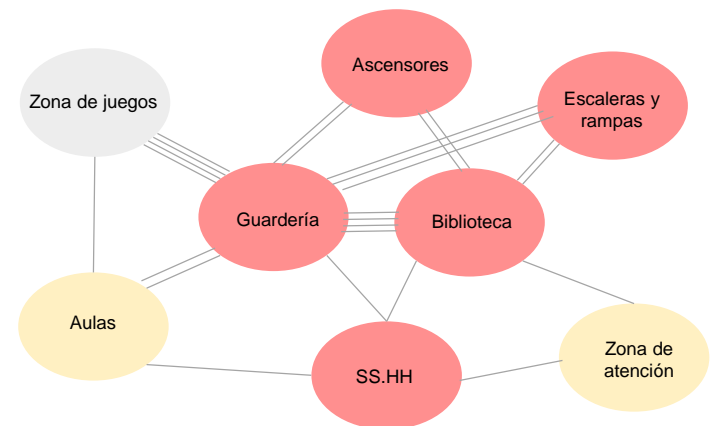 Ascensores
Zona de juegos
Escaleras y
rampas
Guardería
Biblioteca
Aulas
SS.HH
Zona de
atención